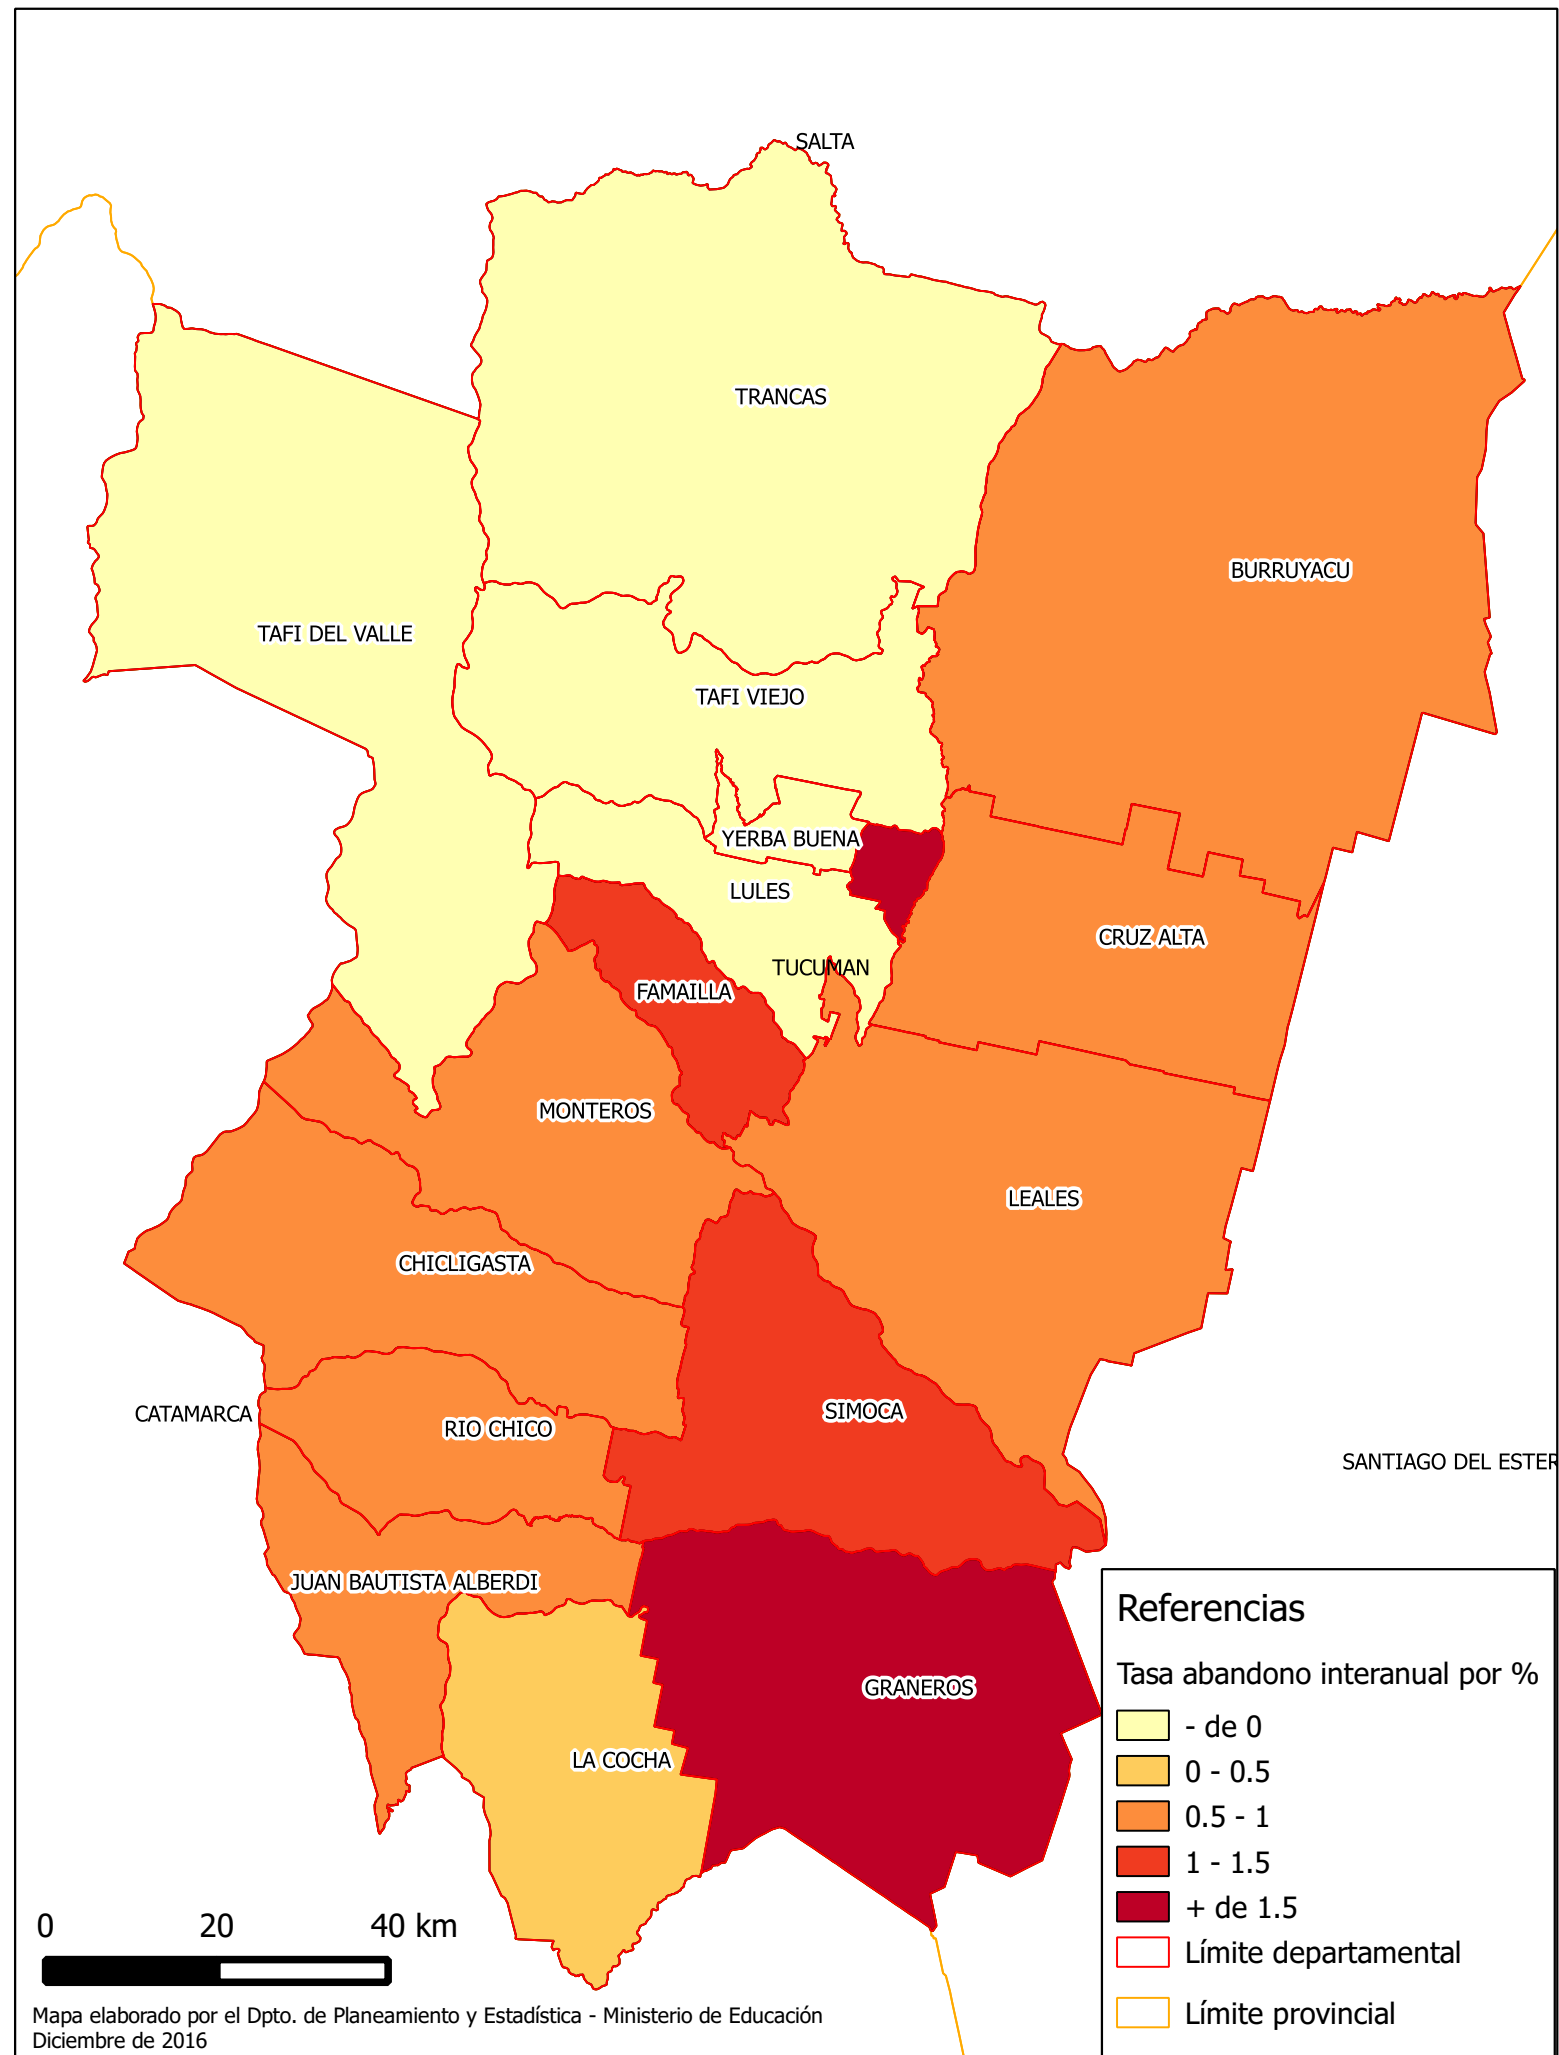 SALTA
TRANCAS
BURRUYACU
TAFI DEL VALLE
TAFI VIEJO
YERBA BUENA
LULES
CRUZ ALTA
TUCUMAN
FAMAILLA
MONTEROS
LEALES
CHICLIGASTA
CATAMARCA
RIO CHICO
SIMOCA
SANTIAGO DEL ESTER
JUAN BAUTISTA ALBERDI
GRANEROS
LA COCHA
Referencias
Tasa abandono interanual por %
- de 0
0 - 0.5
0.5 - 1
1 - 1.5
+ de 1.5
Límite departamental
Límite provincial
0 20 40 km
Mapa elaborado por el Dpto. de Planeamiento y Estadística - Ministerio de Educación
Diciembre de 2016